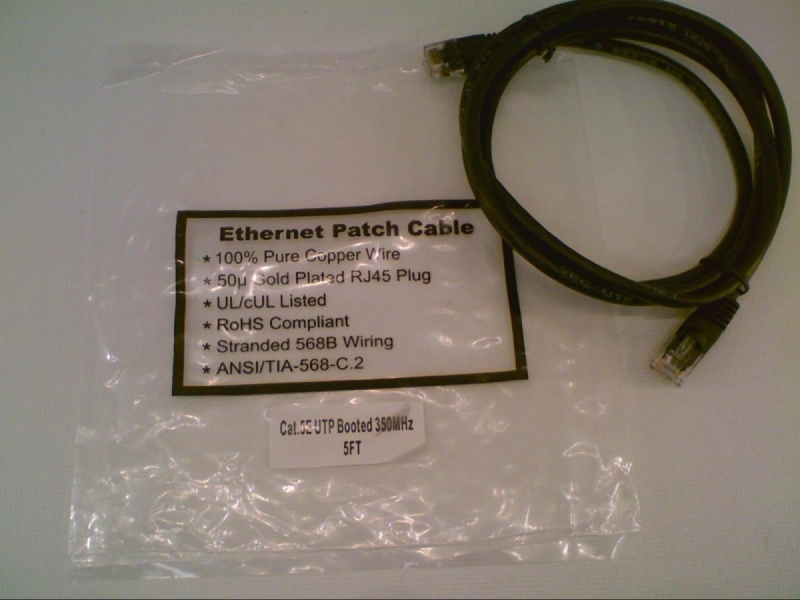 Ethernet Patch Cable
* 100% Pure Copper Wire
* 50µ Gold Plated RJ45 Plug
* UL/cUL Listed
* RoHS Compliant
* Stranded 568B Wiring
* ANSI/TIA-568-C.2
Cat.5E UTP Booted 350MHz
5FT
UTP